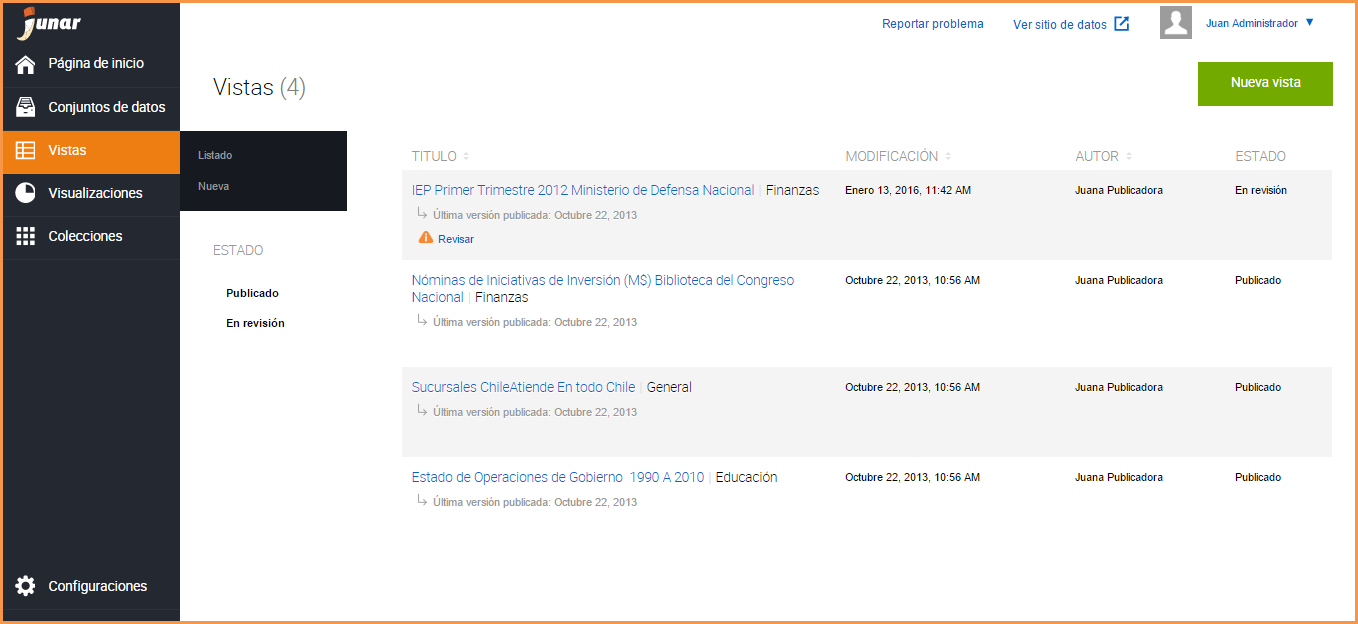 junar
Reportar problema
Ver sitio de datos
Juan Administrador
Página de inicio
Conjuntos de datos
Vistas
Visualizaciones
Colecciones
Configuraciones
Listado
Nueva
Vistas (4)
Nueva vista
ESTADO
Publicado
En revisión
TITULO MODIFICACIÓN AUTOR ESTADO
IEP Primer Trimestre 2012 Ministerio de Defensa Nacional | Finanzas Enero 13, 2016, 11:42 AM Juana Publicadora En revisión
Última versión publicada: Octubre 22, 2013
Revisar
Nóminas de Iniciativas de Inversión (M$) Biblioteca del Congreso Octubre 22, 2013, 10:56 AM Juana Publicadora Publicado
Nacional | Finanzas
Última versión publicada: Octubre 22, 2013
Sucursales ChileAtiende En todo Chile | General Octubre 22, 2013, 10:56 AM Juana Publicadora Publicado
Última versión publicada: Octubre 22, 2013
Estado de Operaciones de Gobierno 1990 A 2010 | Educación Octubre 22, 2013, 10:56 AM Juana Publicadora Publicado
Última versión publicada: Octubre 22, 2013